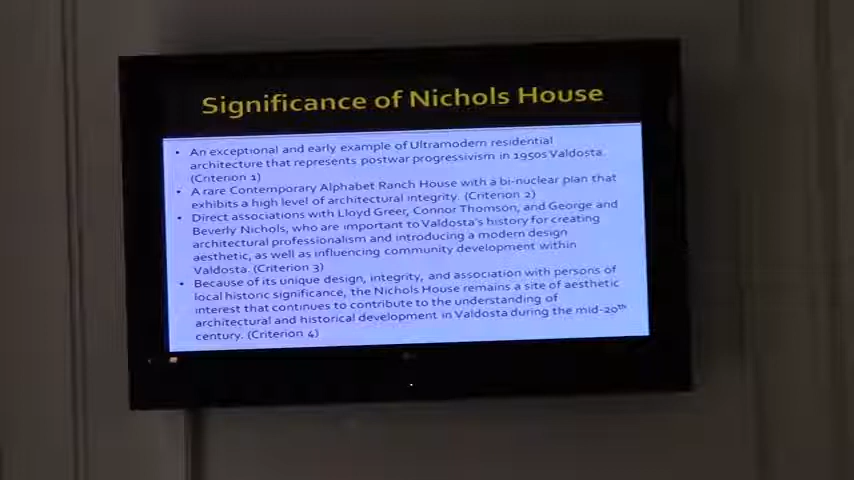 Significance of Nichols House
• An exceptional and early example of Ultramodern residential
architecture that represents postwar progressivism in 1950s Valdosta.
(Criterion 1)
• A rare Contemporary Alphabet Ranch House with a bi-nuclear plan that
exhibits a high level of architectural integrity. (Criterion 2)
• Direct associations with Lloyd Greer, Connor Thomson, and George and
Beverly Nichols, who are important to Valdosta's history for creating
architectural professionalism and introducing a modern design
aesthetic, as well as influencing community development within
Valdosta. (Criterion 3)
• Because of its unique design, integrity, and association with persons of
local historic significance, the Nichols House remains a site of aesthetic
interest that continues to contribute to the understanding of
architectural and historical development in Valdosta during the mid-20th
century. (Criterion 4)